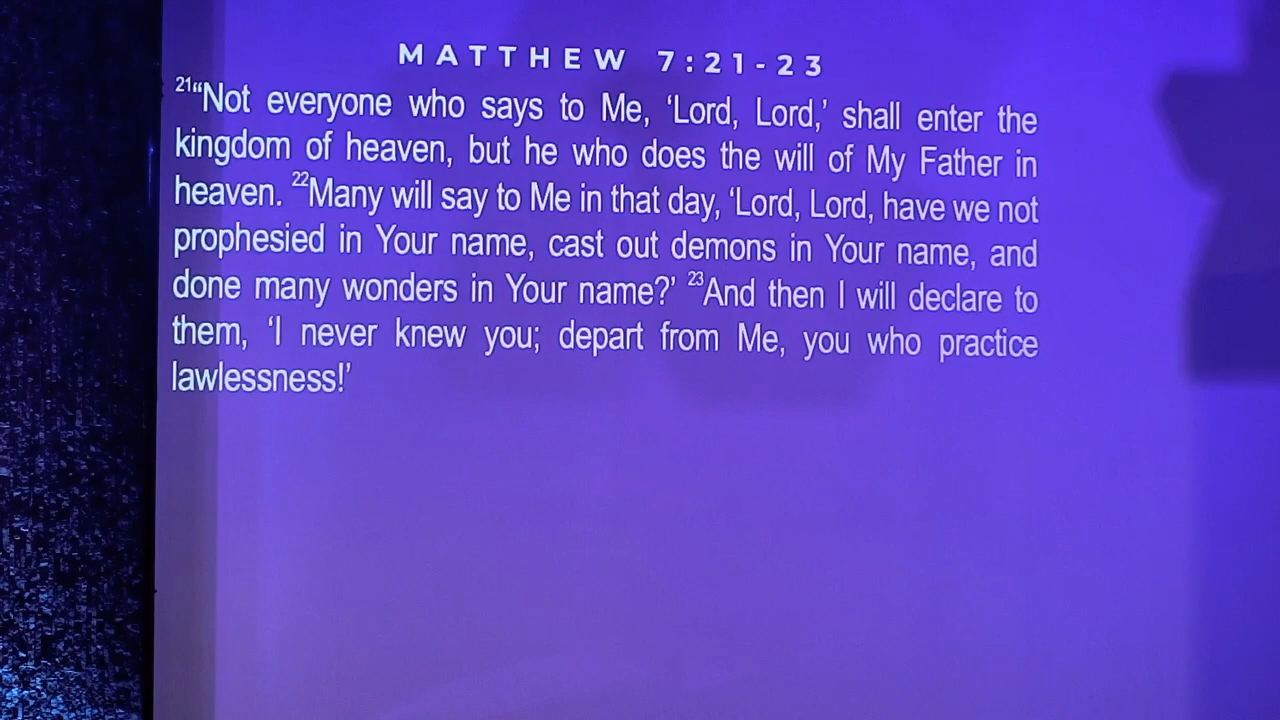 MATTHEW 7:21-23
²¹“Not everyone who says to Me, ‘Lord, Lord,’ shall enter the
kingdom of heaven, but he who does the will of My Father in
heaven. ²²Many will say to Me in that day, ‘Lord, Lord, have we not
prophesied in Your name, cast out demons in Your name, and
done many wonders in Your name?’ ²³And then I will declare to
them, ‘I never knew you; depart from Me, you who practice
lawlessness!’